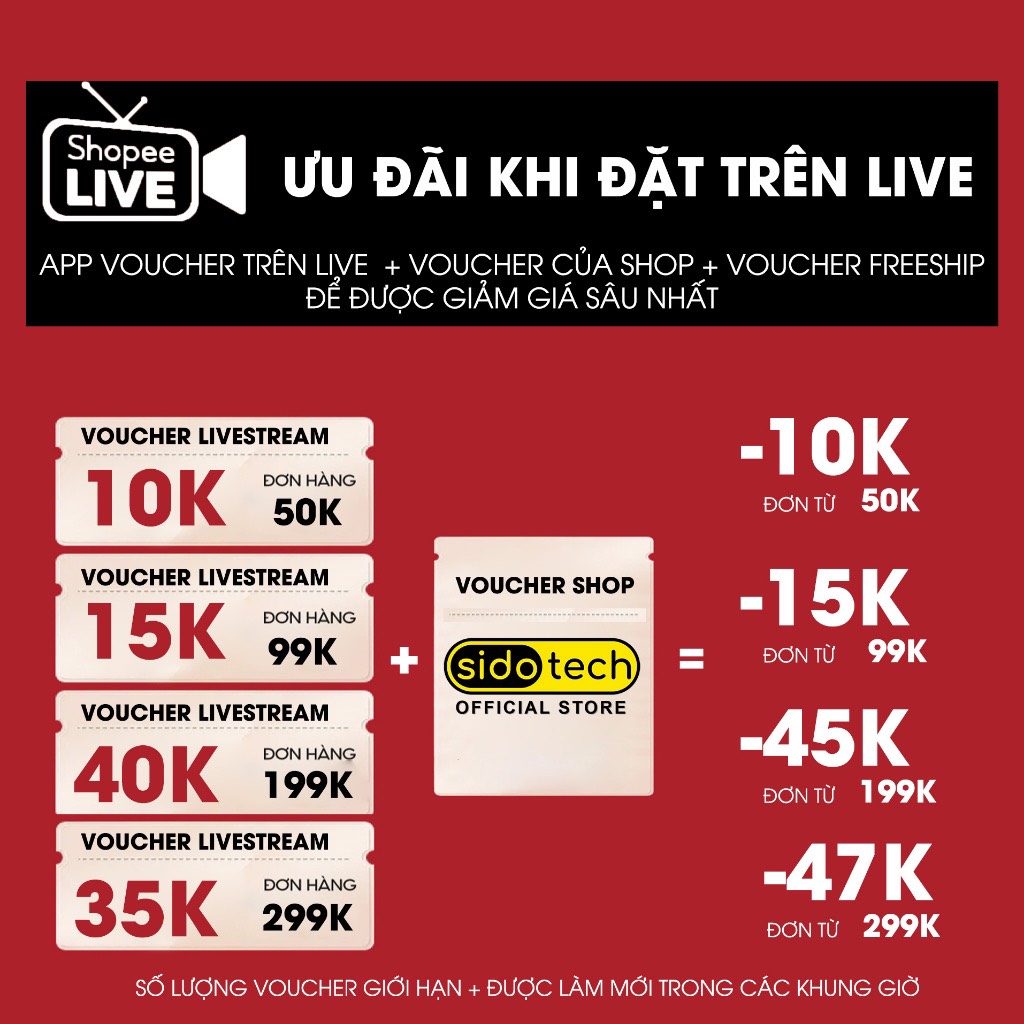 Shopee
LIVE
ƯU ĐÃI KHI ĐẶT TRÊN LIVE
APP VOUCHER TRÊN LIVE + VOUCHER CỦA SHOP + VOUCHER FREESHIP
ĐỂ ĐƯỢC GIẢM GIÁ SÂU NHẤT
VOUCHER LIVESTREAM
10K
ĐƠN HÀNG
50K
VOUCHER LIVESTREAM
15K
ĐƠN HÀNG
99K
VOUCHER LIVESTREAM
40K
ĐƠN HÀNG
199K
VOUCHER LIVESTREAM
35K
ĐƠN HÀNG
299K
+
VOUCHER SHOP
sidotech
OFFICIAL STORE
=
-10K
ĐƠN TỪ 50K
-15K
ĐƠN TỪ 99K
-45K
ĐƠN TỪ 199K
-47K
ĐƠN TỪ 299K
SỐ LƯỢNG VOUCHER GIỚI HẠN + ĐƯỢC LÀM MỚI TRONG CÁC KHUNG GIỜ